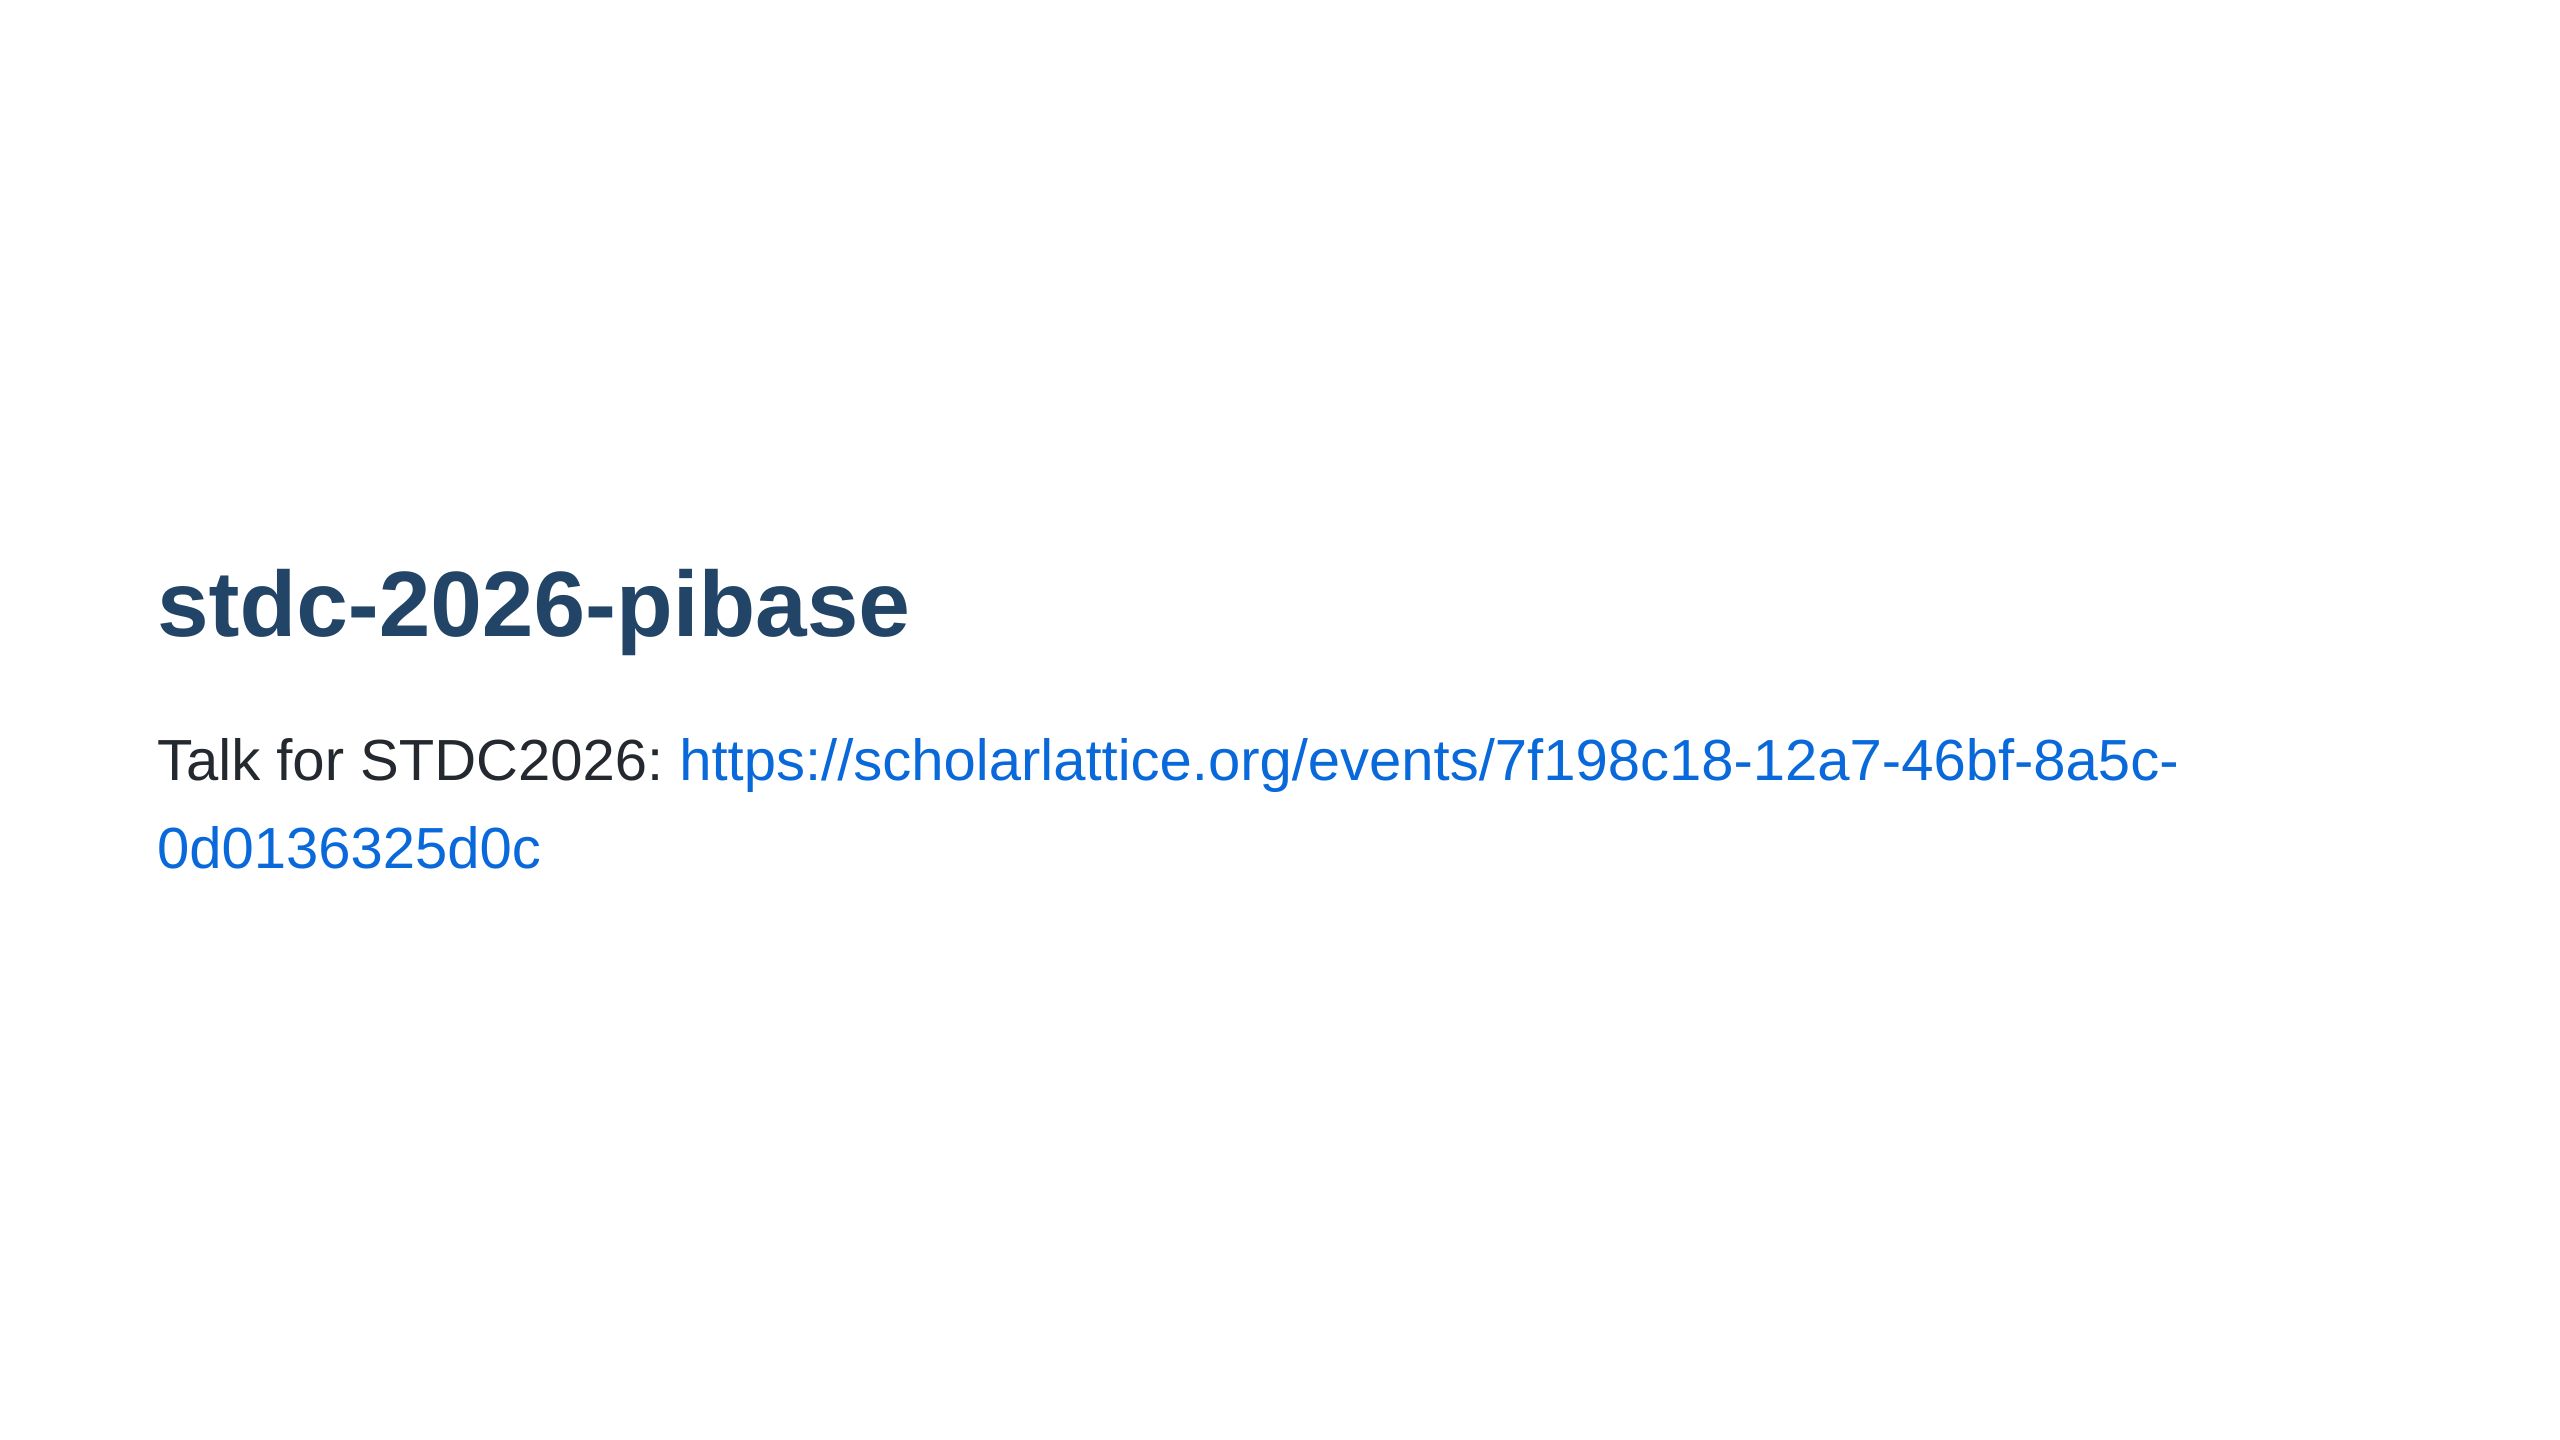 stdc-2026-pibase
Talk for STDC2026: https://scholarlattice.org/events/7f198c18-12a7-46bf-8a5c-
0d0136325d0c